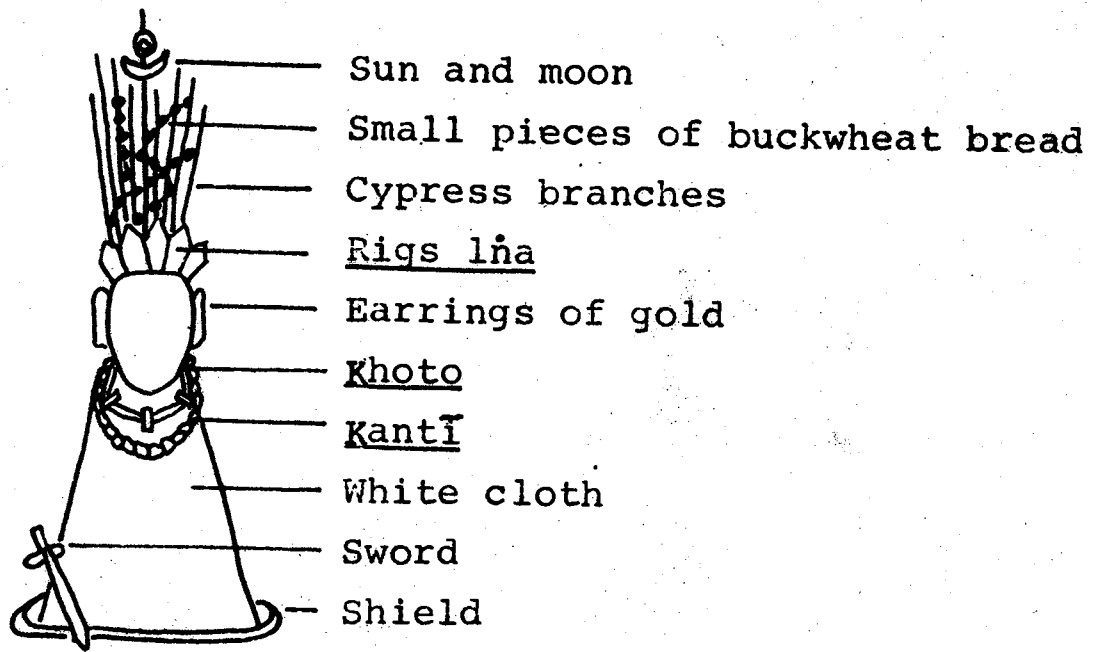 Sun and moon
Small pieces of buckwheat bread
Cypress branches
Rigs lṅa
Earrings of gold
Khoto
Kantī
White cloth
Sword
Shield